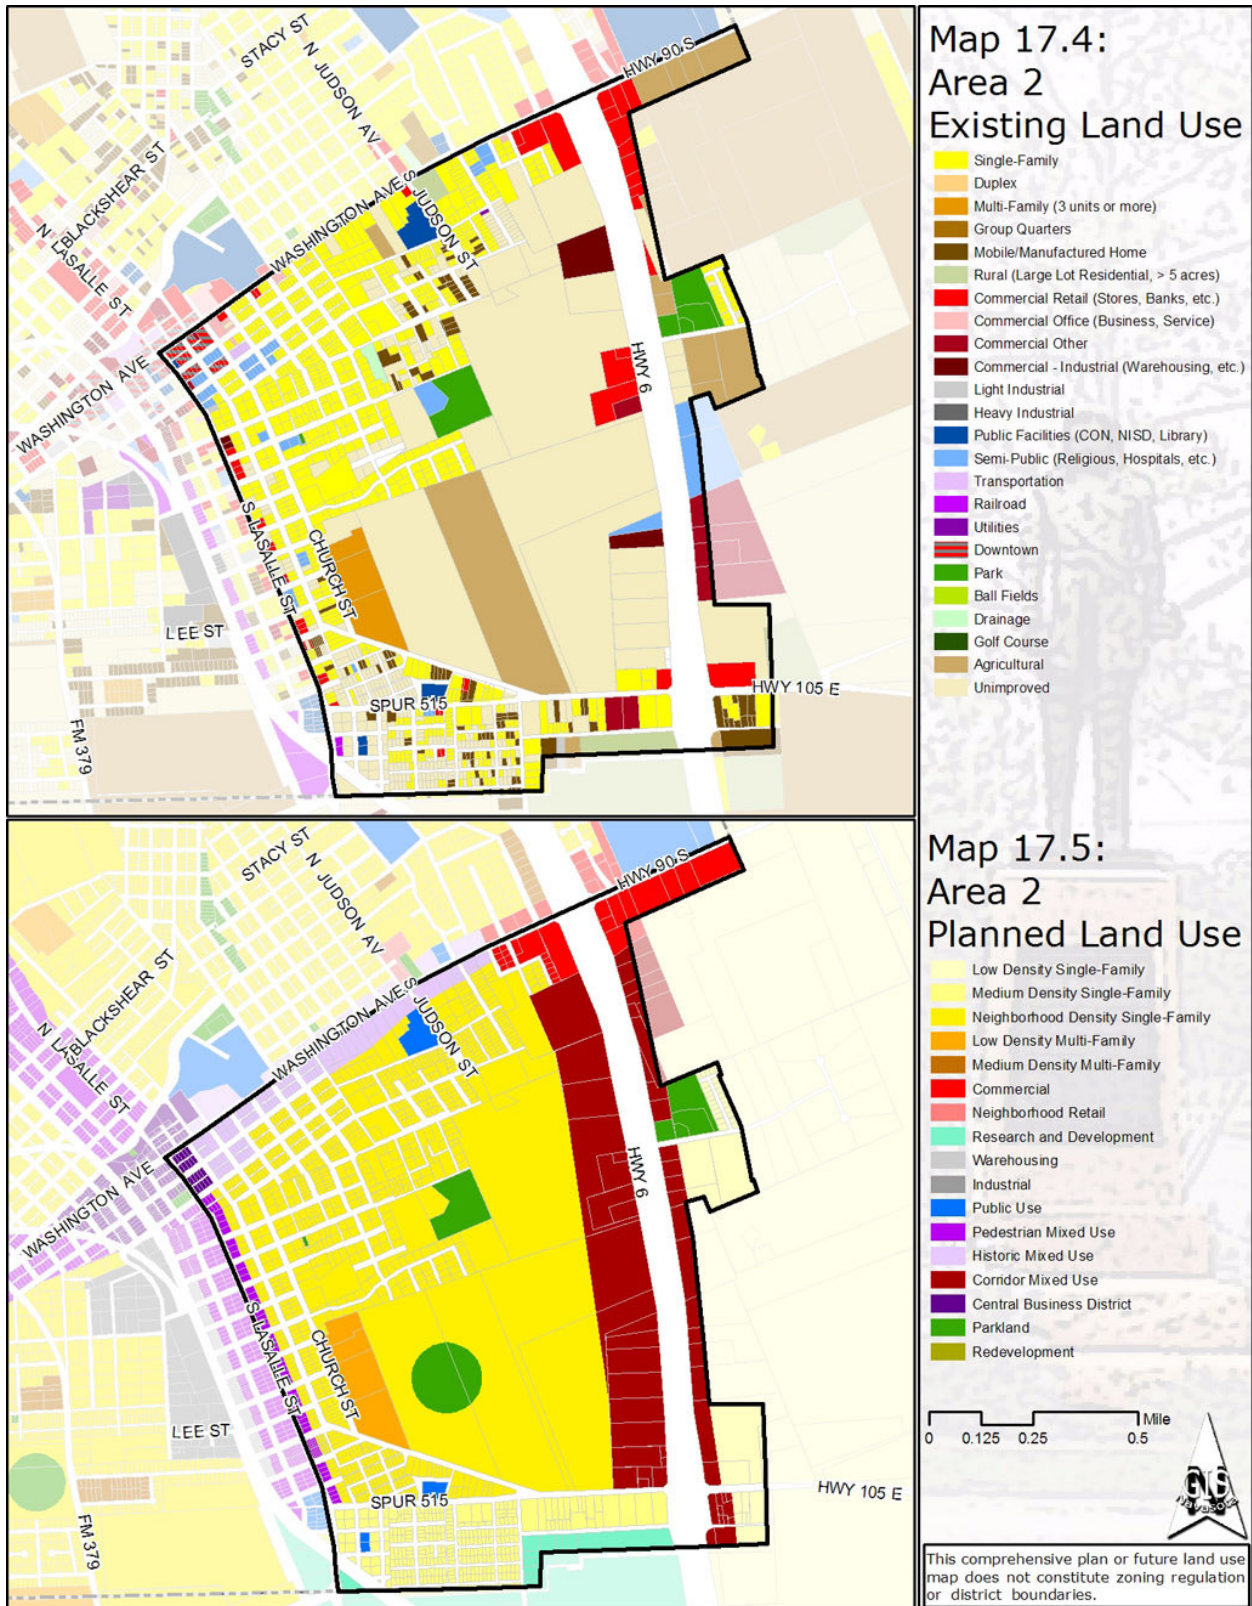 STACY ST
N JUDSON AV
HWY 90 S
BLACKSHEAR ST
N LASALLE ST
WASHINGTON AVE
S JUDSON ST
WASHINGTON AVE
HWY 6
S LASALLE ST
CHURCH ST
LEE ST
SPUR 515
HWY 105 E
FM 379
Map 17.4:
Area 2
Existing Land Use
Single-Family
Duplex
Multi-Family (3 units or more)
Group Quarters
Mobile/Manufactured Home
Rural (Large Lot Residential, > 5 acres)
Commercial Retail (Stores, Banks, etc.)
Commercial Office (Business, Service)
Commercial Other
Commercial - Industrial (Warehousing, etc.)
Light Industrial
Heavy Industrial
Public Facilities (CON, NISD, Library)
Semi-Public (Religious, Hospitals, etc.)
Transportation
Railroad
Utilities
Downtown
Park
Ball Fields
Drainage
Golf Course
Agricultural
Unimproved
STACY ST
N JUDSON AV
HWY 90 S
BLACKSHEAR ST
N LASALLE ST
WASHINGTON AVE
S JUDSON ST
WASHINGTON AVE
HWY 6
S LASALLE ST
CHURCH ST
LEE ST
SPUR 515
HWY 105 E
FM 379
Map 17.5:
Area 2
Planned Land Use
Low Density Single-Family
Medium Density Single-Family
Neighborhood Density Single-Family
Low Density Multi-Family
Medium Density Multi-Family
Commercial
Neighborhood Retail
Research and Development
Warehousing
Industrial
Public Use
Pedestrian Mixed Use
Historic Mixed Use
Corridor Mixed Use
Central Business District
Parkland
Redevelopment
Mile
0 0.125 0.25 0.5
GIS
Navasota
This comprehensive plan or future land use
map does not constitute zoning regulation
or district boundaries.